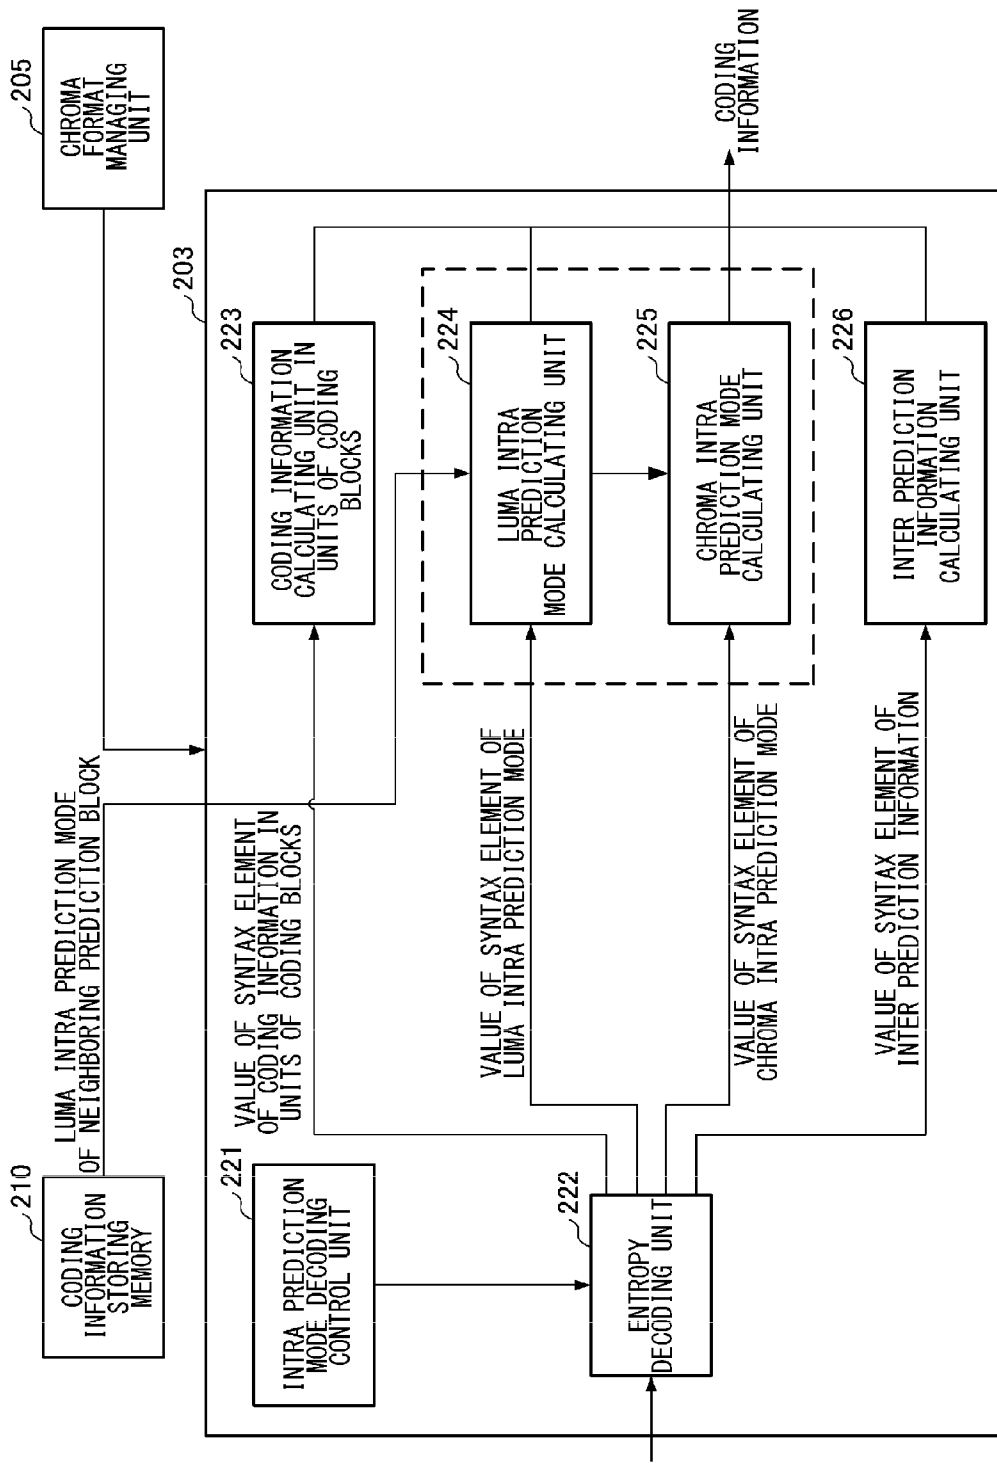 210
CODING
INFORMATION
STORING
MEMORY
LUMA INTRA PREDICTION MODE
OF NEIGHBORING PREDICTION BLOCK
205
CHROMA
FORMAT
MANAGING
UNIT
203
221
INTRA PREDICTION
MODE DECODING
CONTROL UNIT
VALUE OF SYNTAX ELEMENT
OF CODING INFORMATION IN
UNITS OF CODING BLOCKS
223
CODING INFORMATION
CALCULATING UNIT IN
UNITS OF CODING
BLOCKS
VALUE OF SYNTAX ELEMENT OF
LUMA INTRA PREDICTION MODE
224
LUMA INTRA
PREDICTION
MODE CALCULATING UNIT
222
ENTROPY
DECODING UNIT
VALUE OF SYNTAX ELEMENT OF
CHROMA INTRA PREDICTION MODE
225
CHROMA INTRA
PREDICTION MODE
CALCULATING UNIT
CODING
INFORMATION
VALUE OF SYNTAX ELEMENT OF
INTER PREDICTION INFORMATION
226
INTER PREDICTION
INFORMATION
CALCULATING UNIT